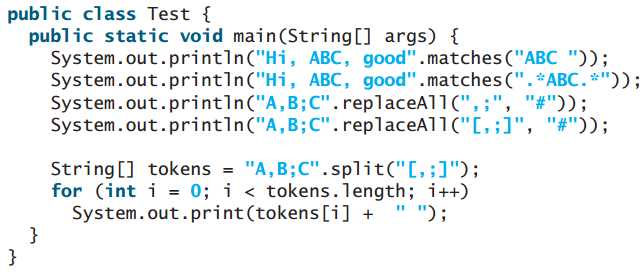 public class Test {
  public static void main(String[] args) {
    System.out.println("Hi, ABC, good".matches("ABC "));
    System.out.println("Hi, ABC, good".matches(".*ABC.*"));
    System.out.println("A,B;C".replaceAll(",;", "#"));
    System.out.println("A,B;C".replaceAll("[,;]", "#"));

    String[] tokens = "A,B;C".split("[,;]");
    for (int i = 0; i < tokens.length; i++)
      System.out.print(tokens[i] + " ");
  }
}